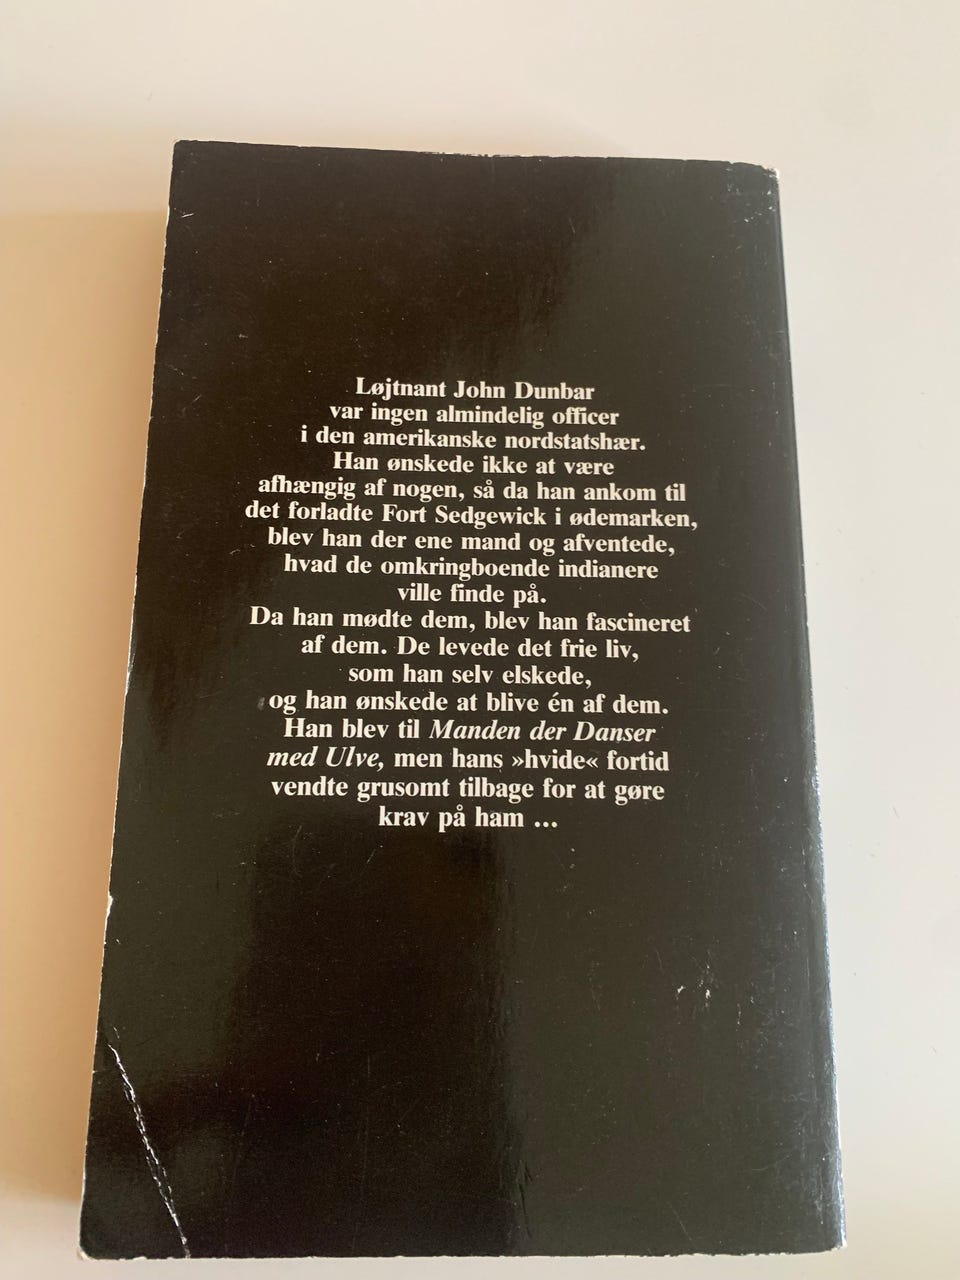 Løjtnant John Dunbar
var ingen almindelig officer
i den amerikanske nordstatshær.
Han ønskede ikke at være
afhængig af nogen, så da han ankom til
det forladte Fort Sedgewick i ødemarken,
blev han der ene mand og afventede,
hvad de omkringboende indianere
ville finde på.
Da han mødte dem, blev han fascineret
af dem. De levede det frie liv,
som han selv elskede,
og han ønskede at blive én af dem.
Han blev til Manden der Danser
med Ulve, men hans »hvide« fortid
vendte grusomt tilbage for at gøre
krav på ham ...